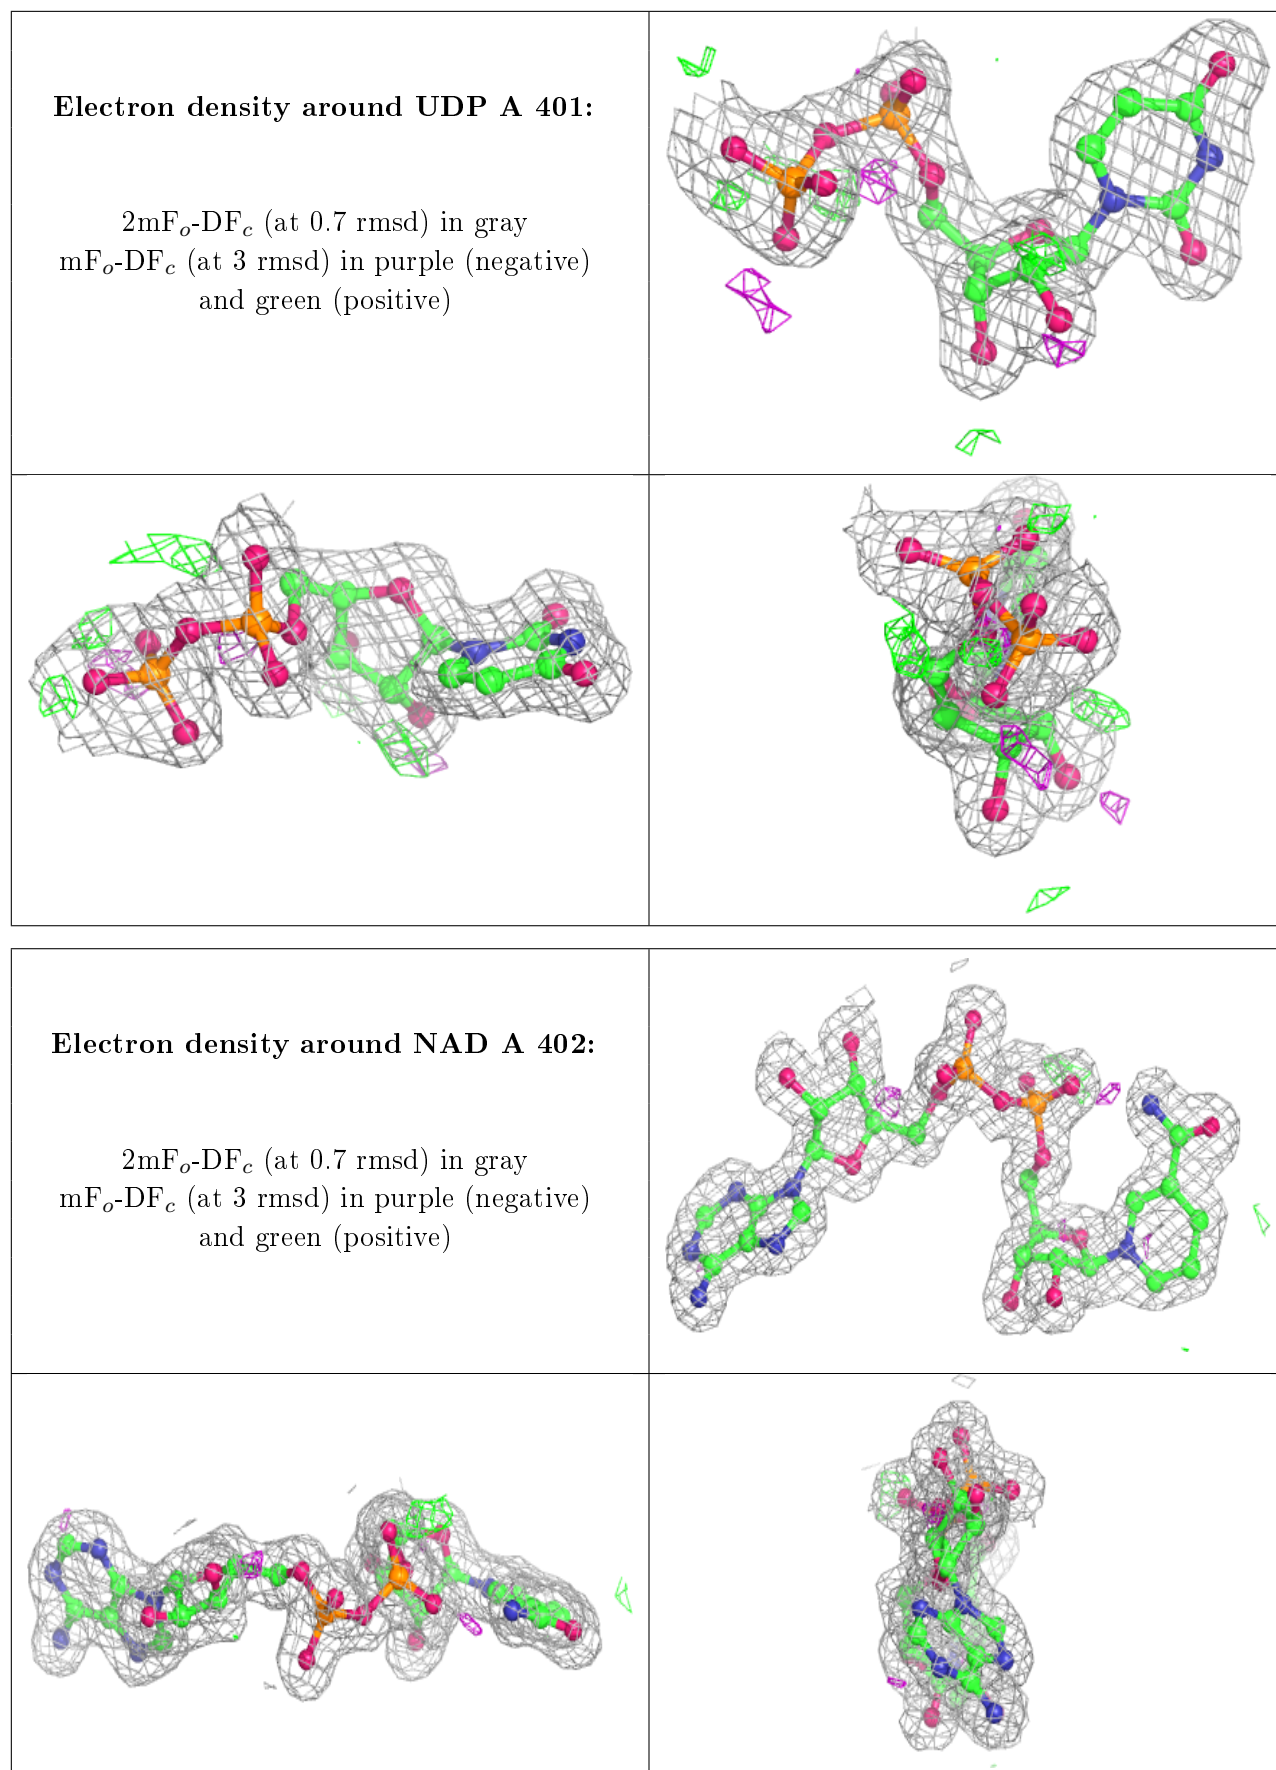 Electron density around UDP A 401:
2mFₒ-DF𝒸 (at 0.7 rmsd) in gray
mFₒ-DF𝒸 (at 3 rmsd) in purple (negative)
and green (positive)
Electron density around NAD A 402:
2mFₒ-DF𝒸 (at 0.7 rmsd) in gray
mFₒ-DF𝒸 (at 3 rmsd) in purple (negative)
and green (positive)